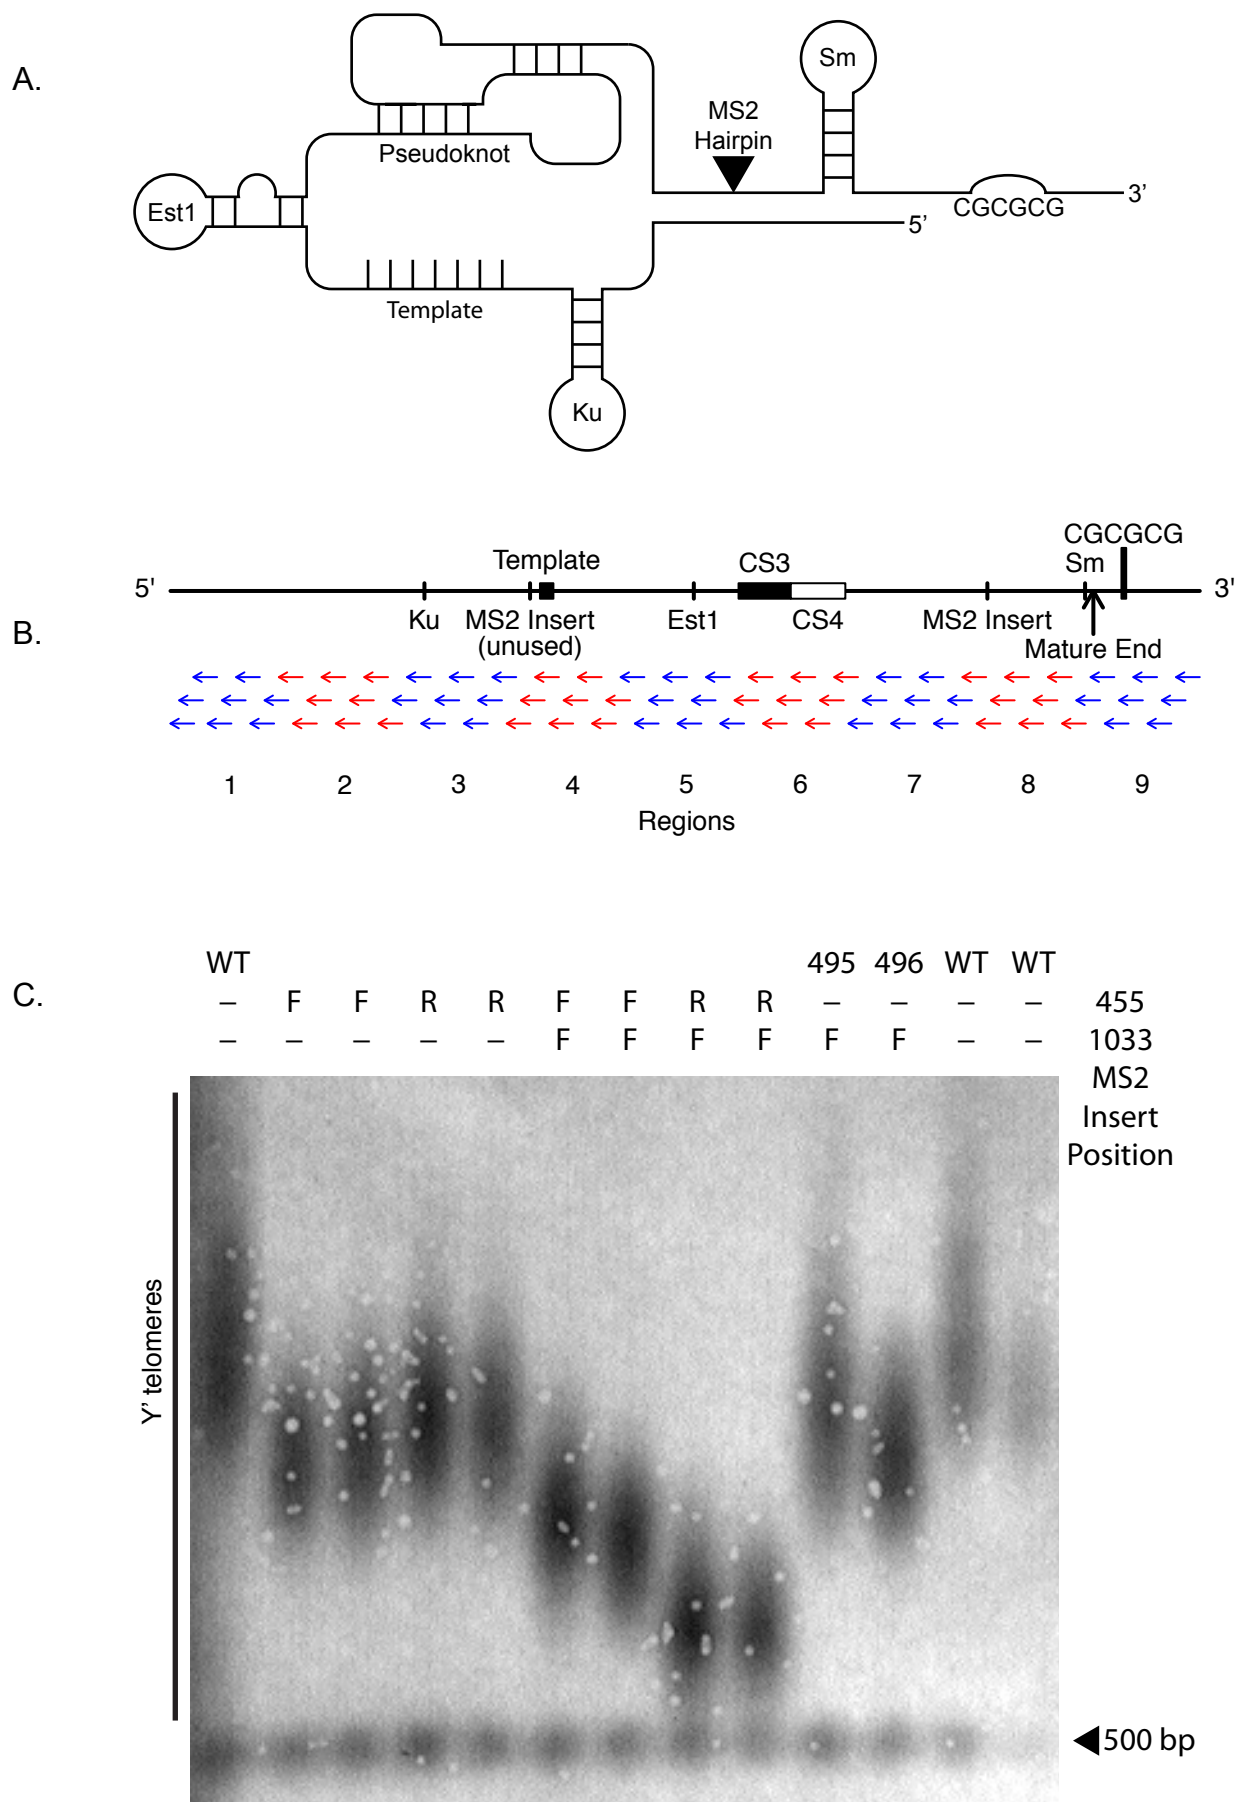 A.
Sm
MS2
Hairpin
Pseudoknot
Est1
3’
CGCGCG
5’
Template
Ku
CGCGCG
Template
CS3
Sm
5'
3'
Ku
MS2 Insert
(unused)
Est1
CS4
MS2 Insert
Mature End
B.
1 2 3 4 5 6 7 8 9
Regions
WT 495 496 WT WT
C.
– F F R R F F R R – – – – 455
– – – – – F F F F F F – – 1033
MS2
Insert
Position
Y’ telomeres
500 bp